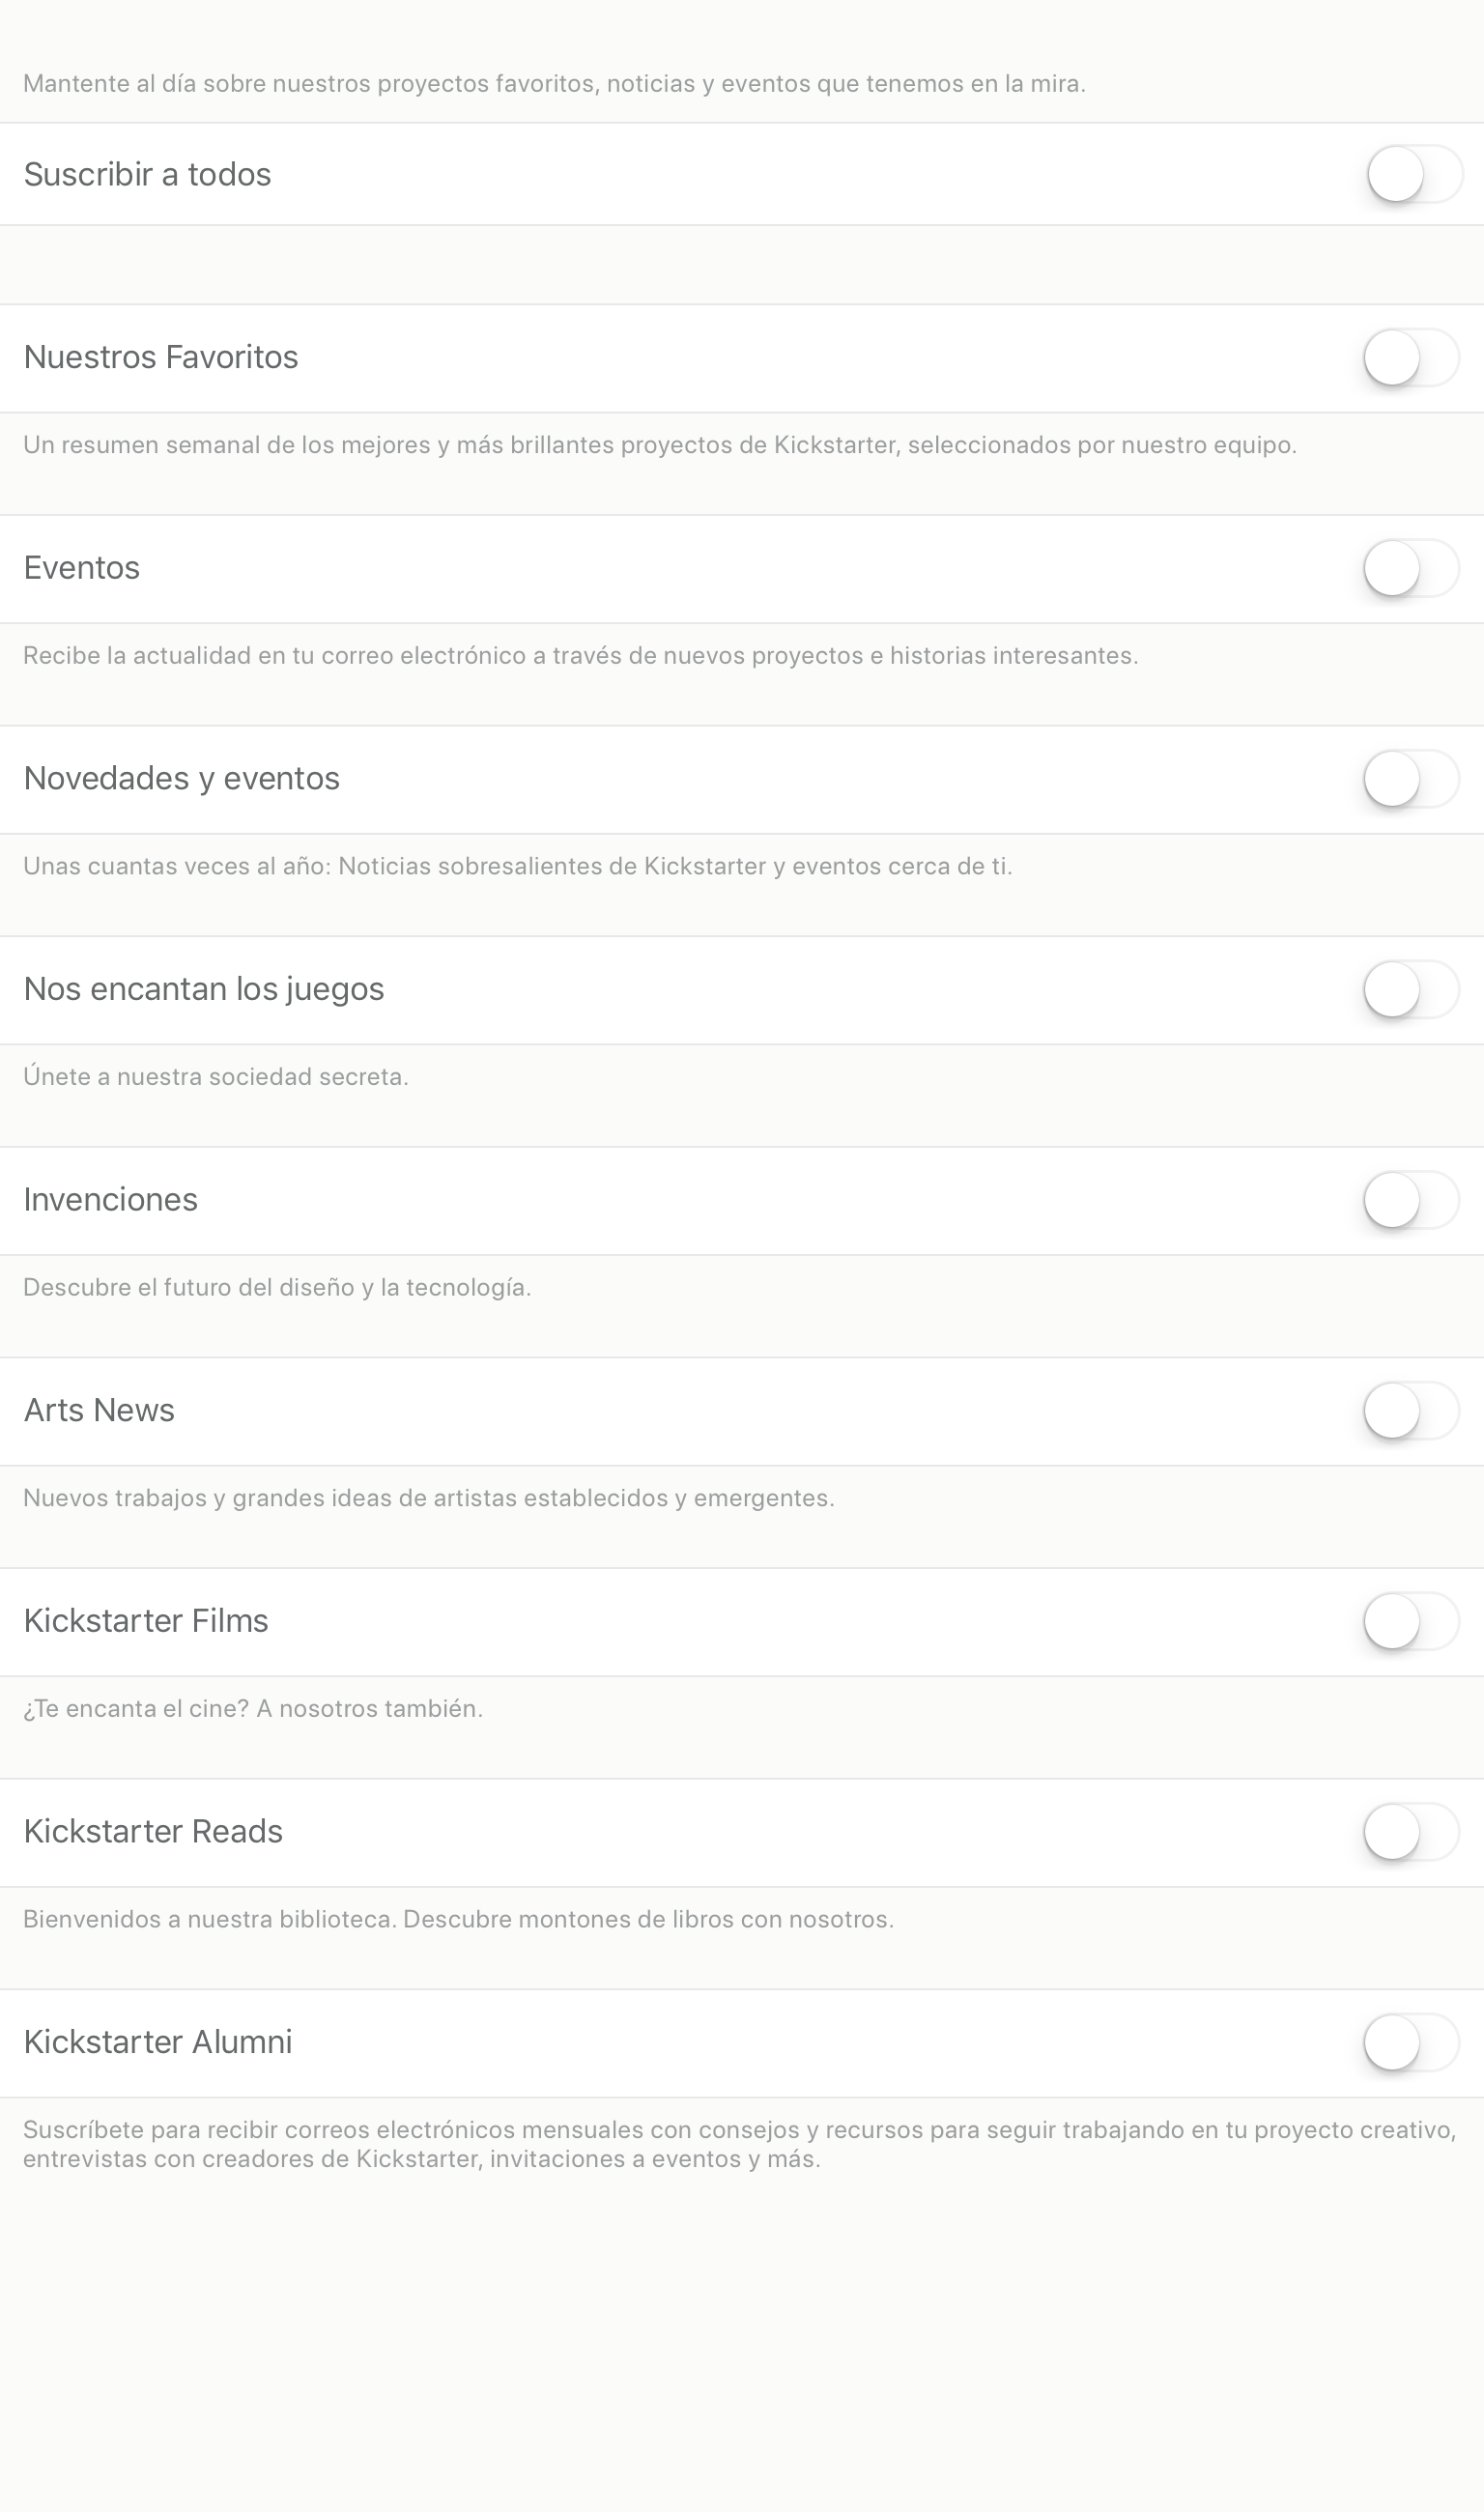 Mantente al día sobre nuestros proyectos favoritos, noticias y eventos que tenemos en la mira.
Suscribir a todos
Nuestros Favoritos
Un resumen semanal de los mejores y más brillantes proyectos de Kickstarter, seleccionados por nuestro equipo.
Eventos
Recibe la actualidad en tu correo electrónico a través de nuevos proyectos e historias interesantes.
Novedades y eventos
Unas cuantas veces al año: Noticias sobresalientes de Kickstarter y eventos cerca de ti.
Nos encantan los juegos
Únete a nuestra sociedad secreta.
Invenciones
Descubre el futuro del diseño y la tecnología.
Arts News
Nuevos trabajos y grandes ideas de artistas establecidos y emergentes.
Kickstarter Films
¿Te encanta el cine? A nosotros también.
Kickstarter Reads
Bienvenidos a nuestra biblioteca. Descubre montones de libros con nosotros.
Kickstarter Alumni
Suscríbete para recibir correos electrónicos mensuales con consejos y recursos para seguir trabajando en tu proyecto creativo,
entrevistas con creadores de Kickstarter, invitaciones a eventos y más.